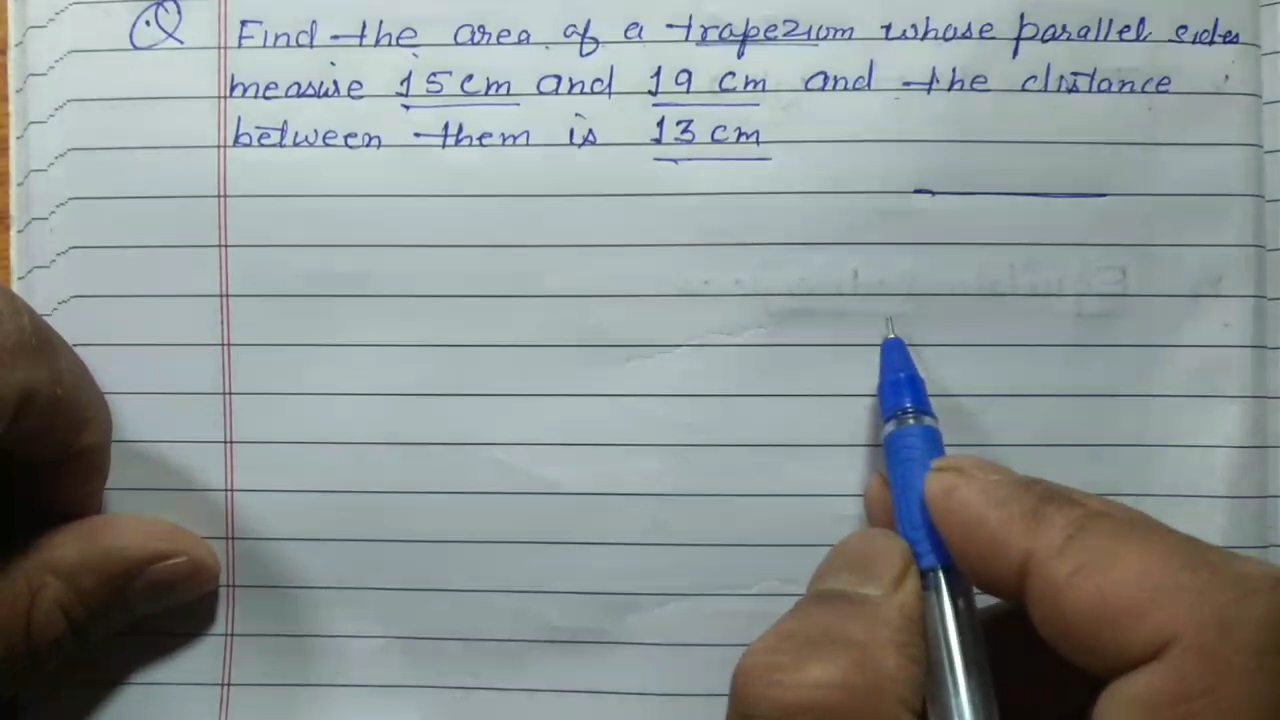 Q Find the area of a trapezium whose parallel sides
measure 15 cm and 19 cm and the distance
between them is 13 cm